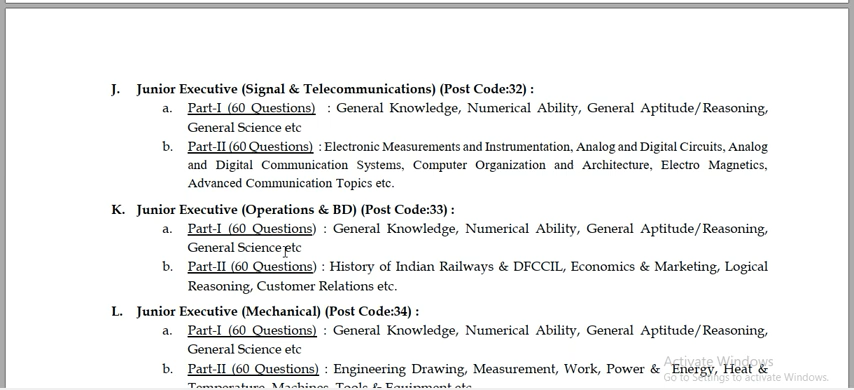 J. Junior Executive (Signal & Telecommunications) (Post Code:32) :
a. Part-I (60 Questions) : General Knowledge, Numerical Ability, General Aptitude/Reasoning,
General Science etc
b. Part-II (60 Questions) : Electronic Measurements and Instrumentation, Analog and Digital Circuits, Analog
and Digital Communication Systems, Computer Organization and Architecture, Electro Magnetics,
Advanced Communication Topics etc.
K. Junior Executive (Operations & BD) (Post Code:33) :
a. Part-I (60 Questions) : General Knowledge, Numerical Ability, General Aptitude/Reasoning,
General Science etc
b. Part-II (60 Questions) : History of Indian Railways & DFCCIL, Economics & Marketing, Logical
Reasoning, Customer Relations etc.
L. Junior Executive (Mechanical) (Post Code:34) :
a. Part-I (60 Questions) : General Knowledge, Numerical Ability, General Aptitude/Reasoning,
General Science etc
b. Part-II (60 Questions) : Engineering Drawing, Measurement, Work, Power & Energy, Heat &
Temperature, Machines, Tools & Equipment etc
Activate Windows
Go to Settings to activate Windows.